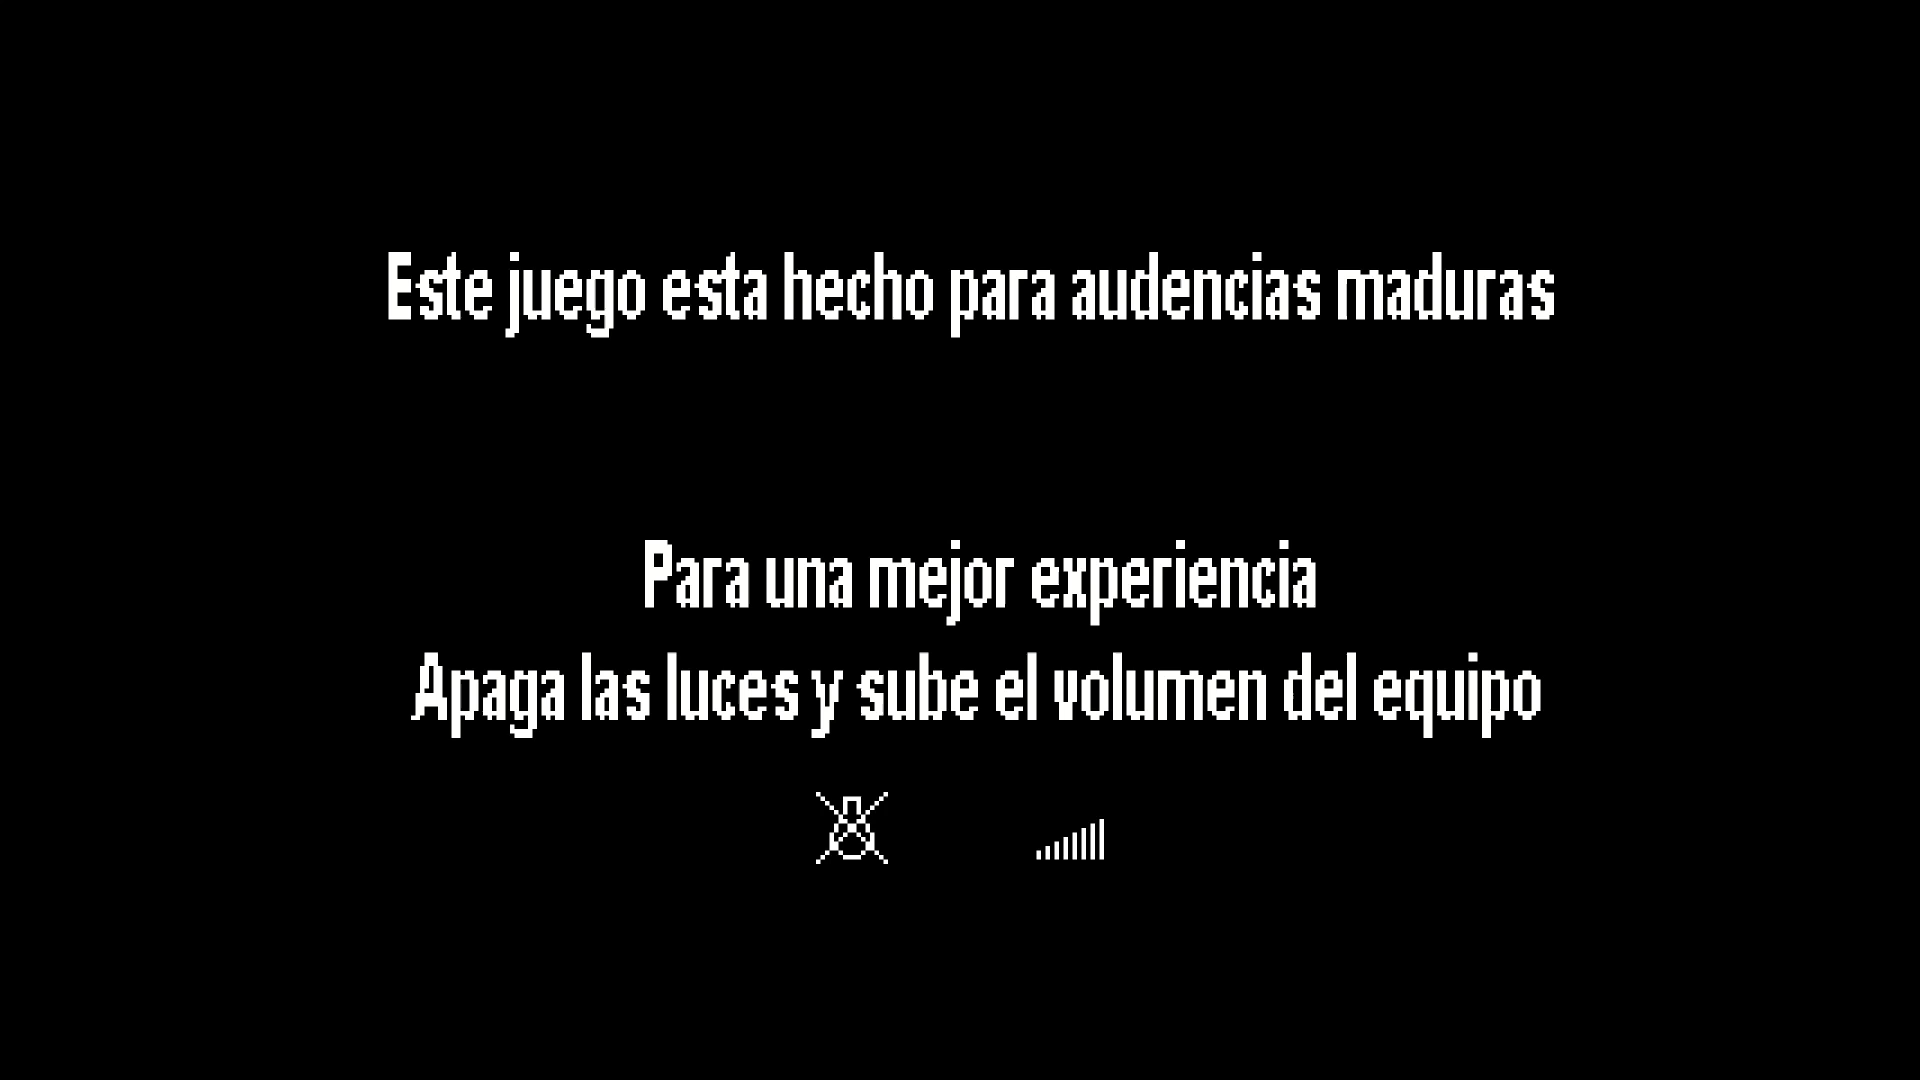 Este juego esta hecho para audencias maduras
Para una mejor experiencia
Apaga las luces y sube el volumen del equipo